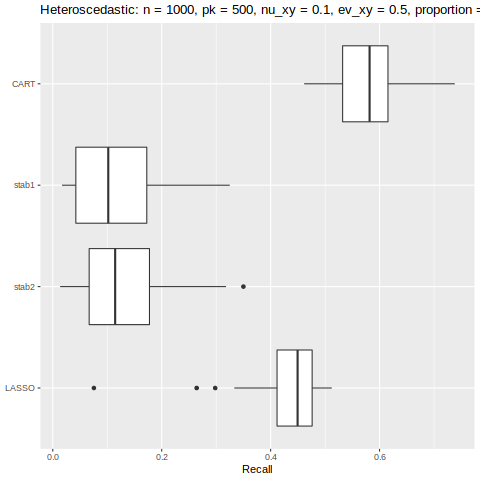 Heteroscedastic: n = 1000, pk = 500, nu_xy = 0.1, ev_xy = 0.5, proportion =
CART
stab1
stab2
LASSO
0.0 0.2 0.4 0.6
Recall